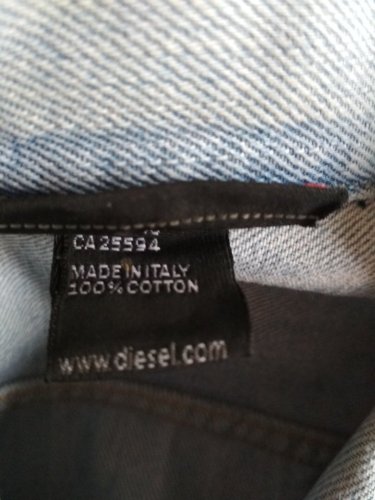 CA25594
MADE IN ITALY
100% COTTON
www.diesel.com